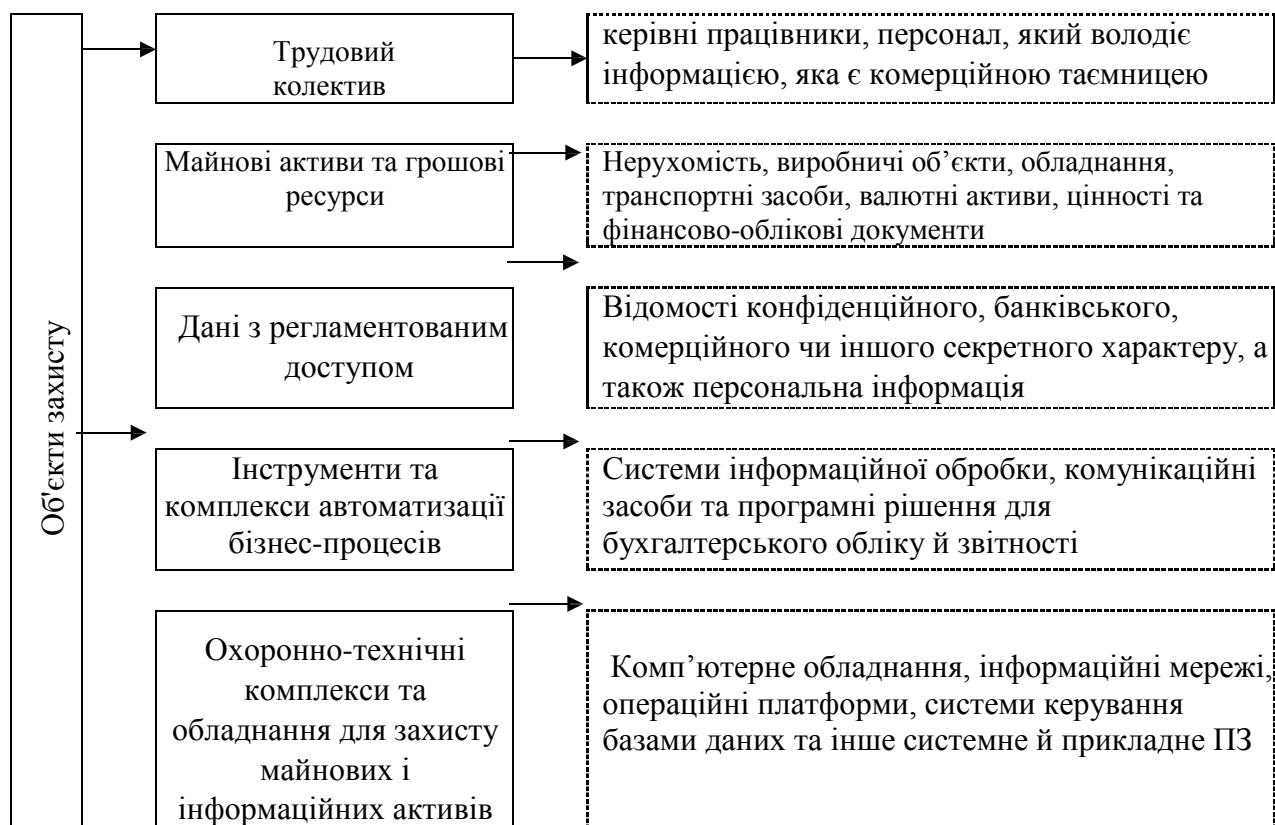 Об'єкти захисту
Трудовий
колектив
керівні працівники, персонал, який володіє
інформацією, яка є комерційною таємницею
Майнові активи та грошові
ресурси
Нерухомість, виробничі об’єкти, обладнання,
транспортні засоби, валютні активи, цінності та
фінансово-облікові документи
Дані з регламентованим
доступом
Відомості конфіденційного, банківського,
комерційного чи іншого секретного характеру, а
також персональна інформація
Інструменти та
комплекси автоматизації
бізнес-процесів
Системи інформаційної обробки, комунікаційні
засоби та програмні рішення для
бухгалтерського обліку й звітності
Охоронно-технічні
комплекси та
обладнання для захисту
майнових і
інформаційних активів
Комп’ютерне обладнання, інформаційні мережі,
операційні платформи, системи керування
базами даних та інше системне й прикладне ПЗ